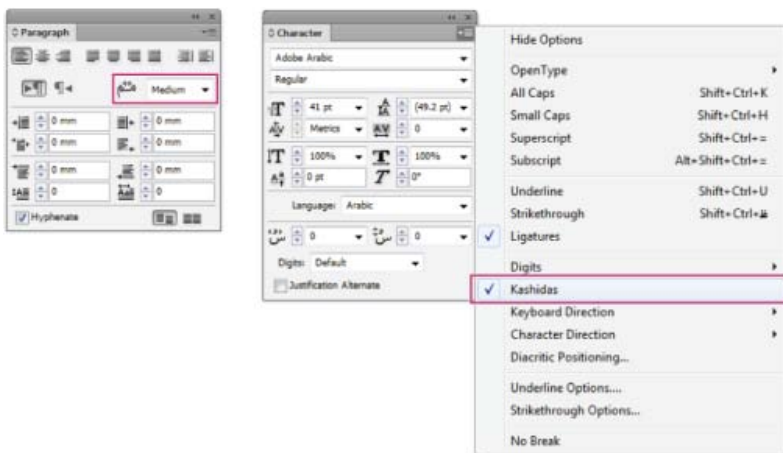 Paragraph
Medium
0 mm
0 mm
0 mm
0 mm
0 mm
0 mm
0
0
Hyphenate
Character
Adobe Arabic
Regular
41 pt
(49.2 pt)
Metrics
0
100%
100%
0 pt
0°
Language: Arabic
0
0
Digits: Default
Justification Alternate
Hide Options
OpenType
All Caps Shift+Ctrl+K
Small Caps Shift+Ctrl+H
Superscript Shift+Ctrl+=
Subscript Alt+Shift+Ctrl+=
Underline Shift+Ctrl+U
Strikethrough Shift+Ctrl+
Ligatures
Digits
Kashidas
Keyboard Direction
Character Direction
Diacritic Positioning...
Underline Options....
Strikethrough Options...
No Break